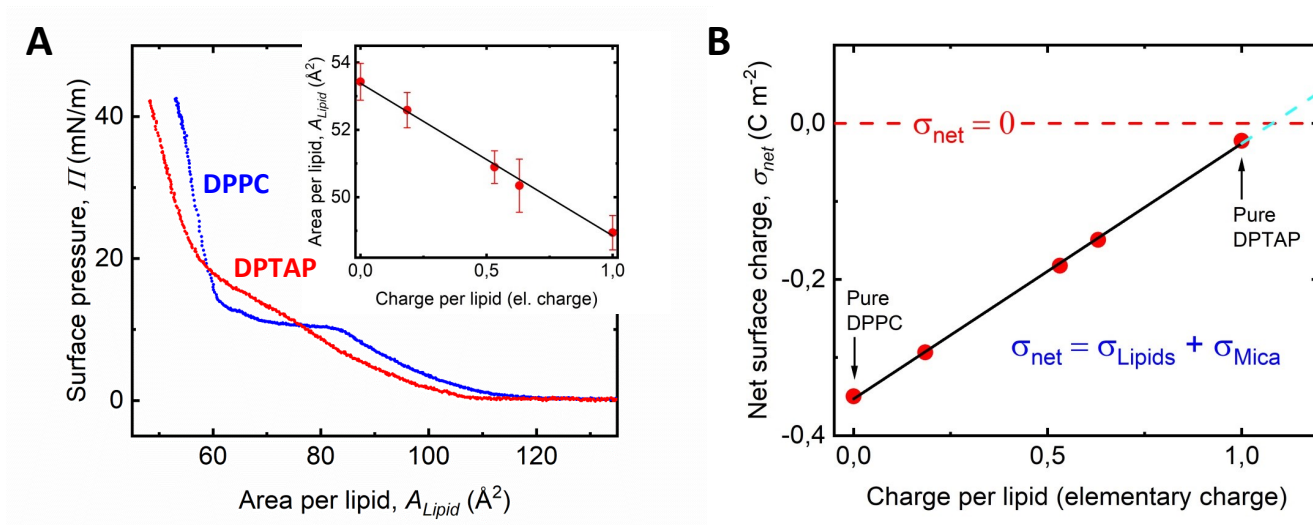 A
Surface pressure, Π (mN/m)
40
20
0
60
80
100
120
Area per lipid, A_Lipid (Å²)
DPPC
DPTAP
Area per lipid, A_Lipid (Å²)
54
52
50
0,0
0,5
1,0
Charge per lipid (el. charge)
B
Net surface charge, σ_net (C m⁻²)
0,0
-0,2
-0,4
σ_net = 0
Pure
DPTAP
Pure
DPPC
σ_net = σ_Lipids + σ_Mica
0,0
0,5
1,0
Charge per lipid (elementary charge)